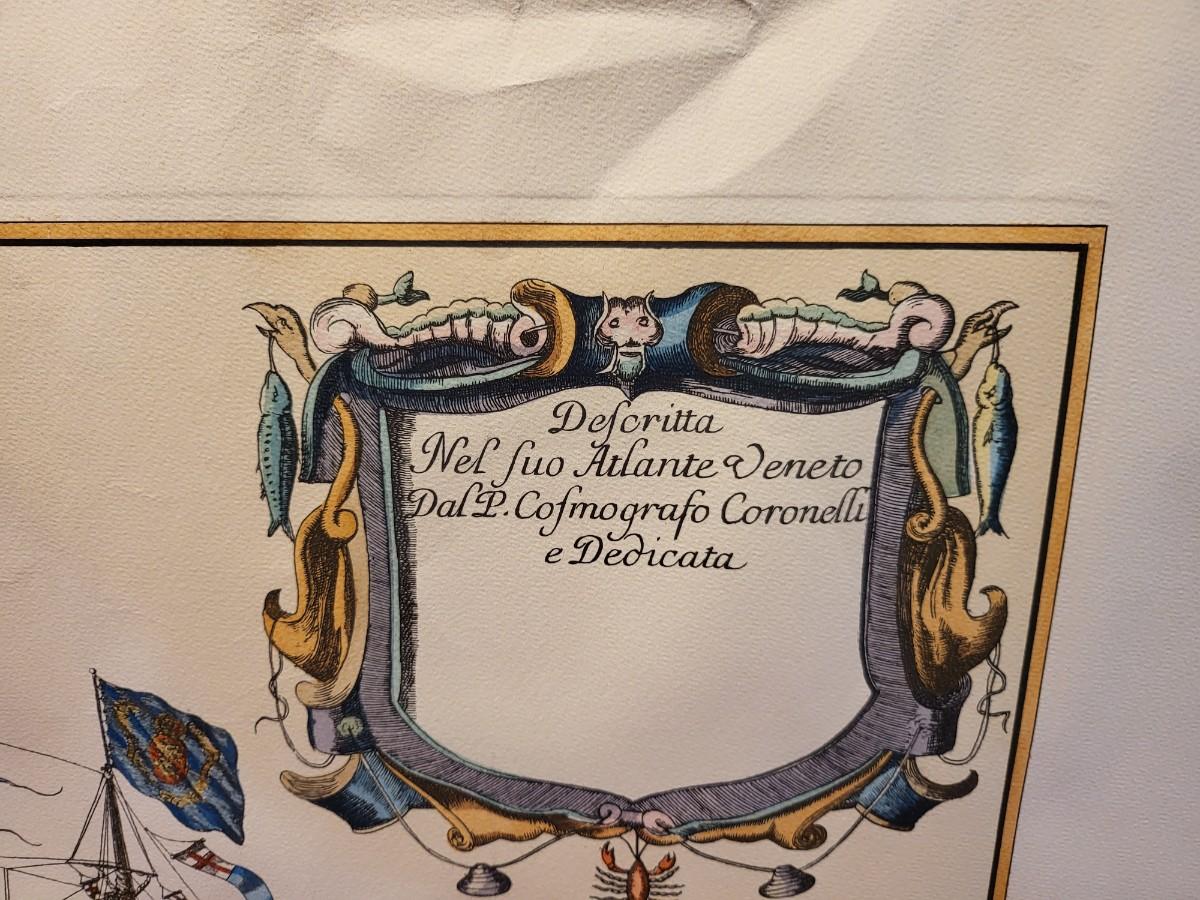 Deſcritta
Nel ſuo Atlante Veneto
Dal P. Coſmografo Coronelli
e Dedicata